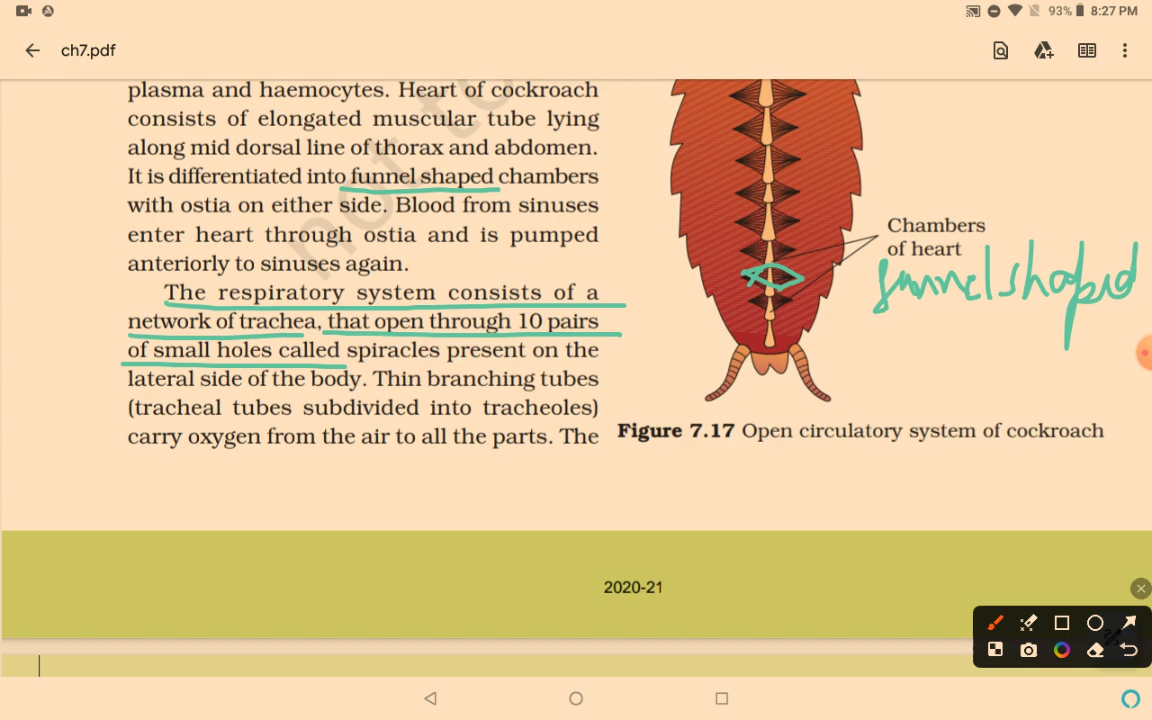 93% 8:27 PM
ch7.pdf
plasma and haemocytes. Heart of cockroach
consists of elongated muscular tube lying
along mid dorsal line of thorax and abdomen.
It is differentiated into funnel shaped chambers
with ostia on either side. Blood from sinuses
enter heart through ostia and is pumped
anteriorly to sinuses again.
The respiratory system consists of a
network of trachea, that open through 10 pairs
of small holes called spiracles present on the
lateral side of the body. Thin branching tubes
(tracheal tubes subdivided into tracheoles)
carry oxygen from the air to all the parts. The
not to
Chambers
of heart
funnel shaped
Figure 7.17 Open circulatory system of cockroach
2020-21